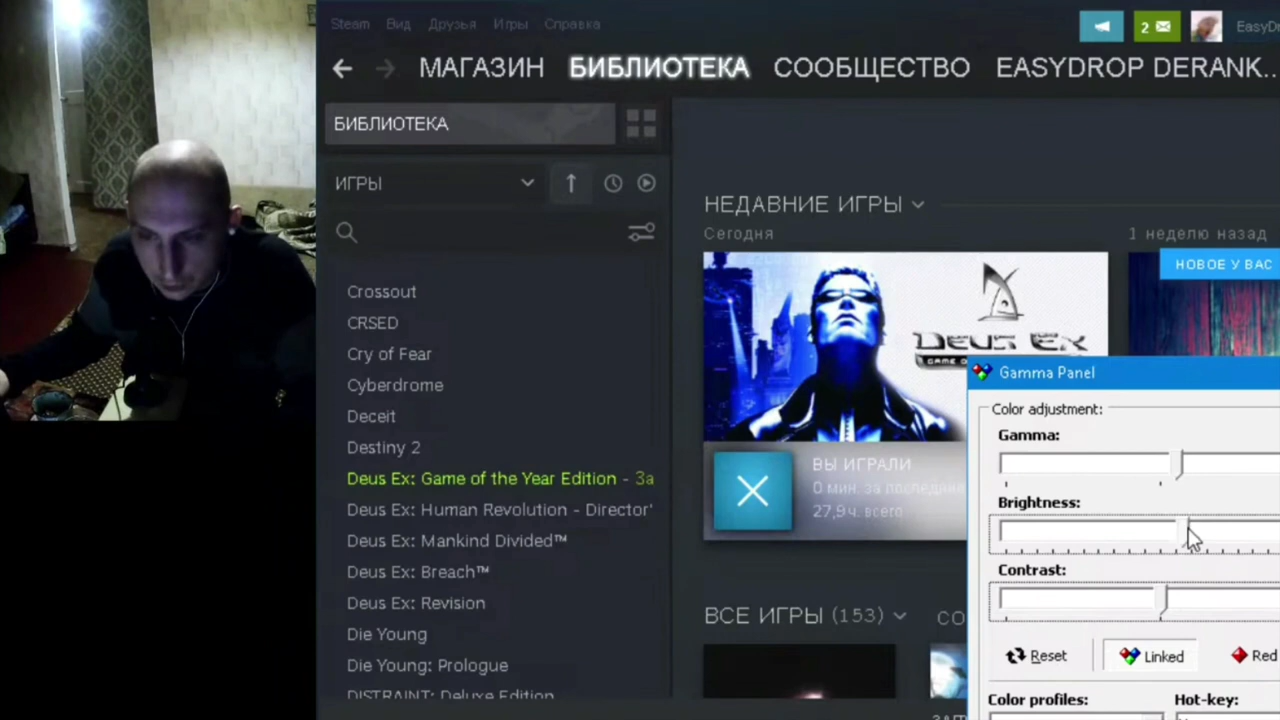 Steam Вид Друзья Игры Справка
2
EasyDr
МАГАЗИН БИБЛИОТЕКА СООБЩЕСТВО EASYDROP DERANK...
БИБЛИОТЕКА
ИГРЫ
НЕДАВНИЕ ИГРЫ
Сегодня
1 неделю назад
НОВОЕ У ВАС
Crossout
CRSED
Cry of Fear
Cyberdrome
Deceit
Destiny 2
Deus Ex: Game of the Year Edition - За
Deus Ex: Human Revolution - Director'
Deus Ex: Mankind Divided™
Deus Ex: Breach™
Deus Ex: Revision
Die Young
Die Young: Prologue
DISTRAINT: Deluxe Edition
DEUS EX
GAME O
ВЫ ИГРАЛИ
0 мин. за последние
27,9 ч. всего
ВСЕ ИГРЫ (153)
СО
Gamma Panel
Color adjustment:
Gamma:
Brightness:
Contrast:
Reset
Linked
Red
Color profiles:
Hot-key: